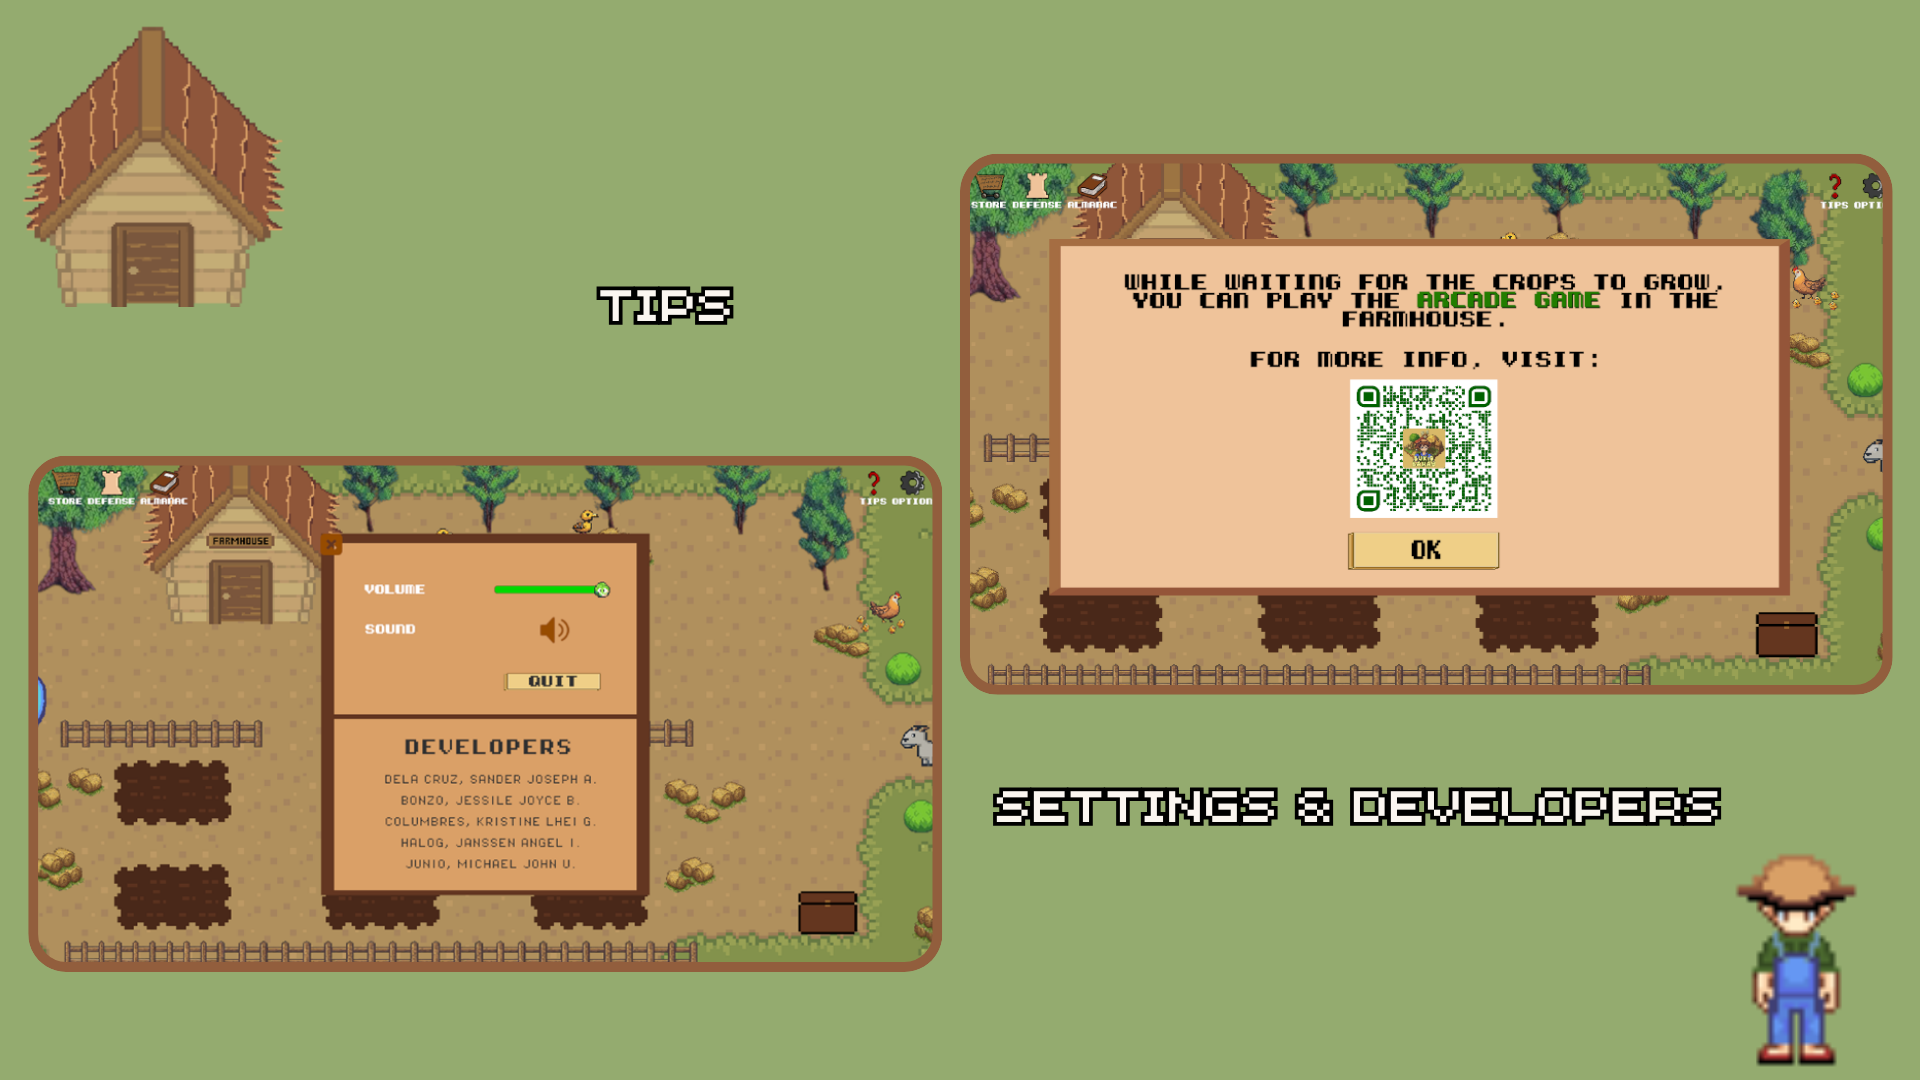 TIPS
STORE DEFENSE ALMANAC
TIPS
WHILE WAITING FOR THE CROPS TO GROW,
YOU CAN PLAY THE ARCADE GAME IN THE
FARMHOUSE.
FOR MORE INFO, VISIT:
OK
STORE DEFENSE ALMANAC
TIPS OPTION
FARMHOUSE
X
VOLUME
SOUND
QUIT
DEVELOPERS
DELA CRUZ, SANDER JOSEPH A.
BONZO, JESSILE JOYCE B.
COLUMBRES, KRISTINE LHEI G.
HALOG, JANSSEN ANGEL I.
JUNIO, MICHAEL JOHN U.
SETTINGS & DEVELOPERS